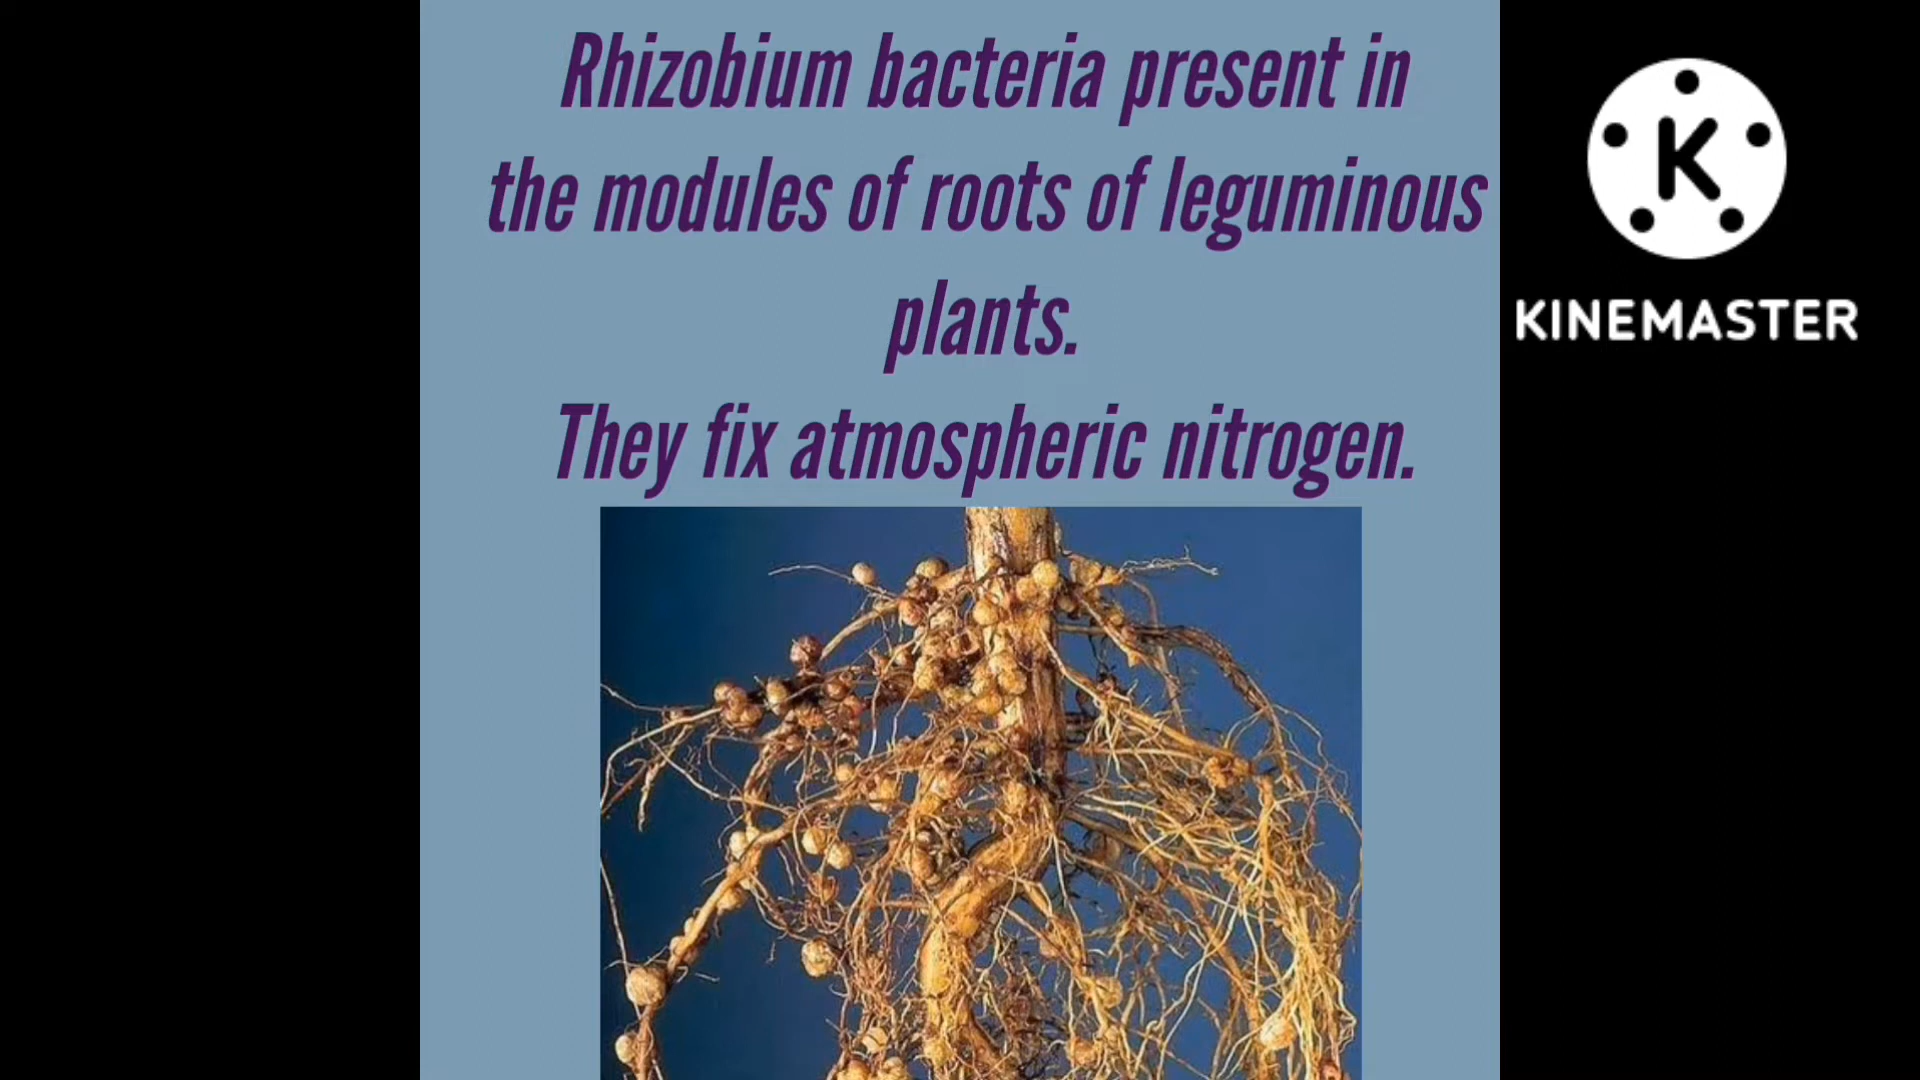 Rhizobium bacteria present in
the modules of roots of leguminous
plants.
They fix atmospheric nitrogen.
K
KINEMASTER